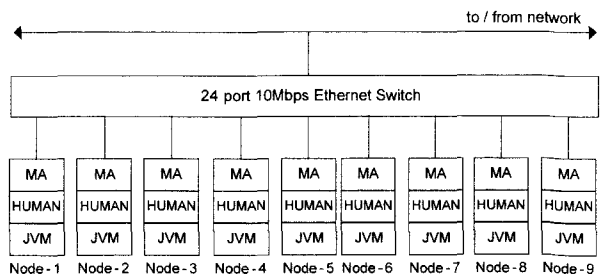 to / from network
24 port 10Mbps Ethernet Switch
MA MA MA MA MA MA MA MA MA
HUMAN HUMAN HUMAN HUMAN HUMAN HUMAN HUMAN HUMAN HUMAN
JVM JVM JVM JVM JVM JVM JVM JVM JVM
Node-1 Node-2 Node-3 Node-4 Node-5 Node-6 Node-7 Node-8 Node-9